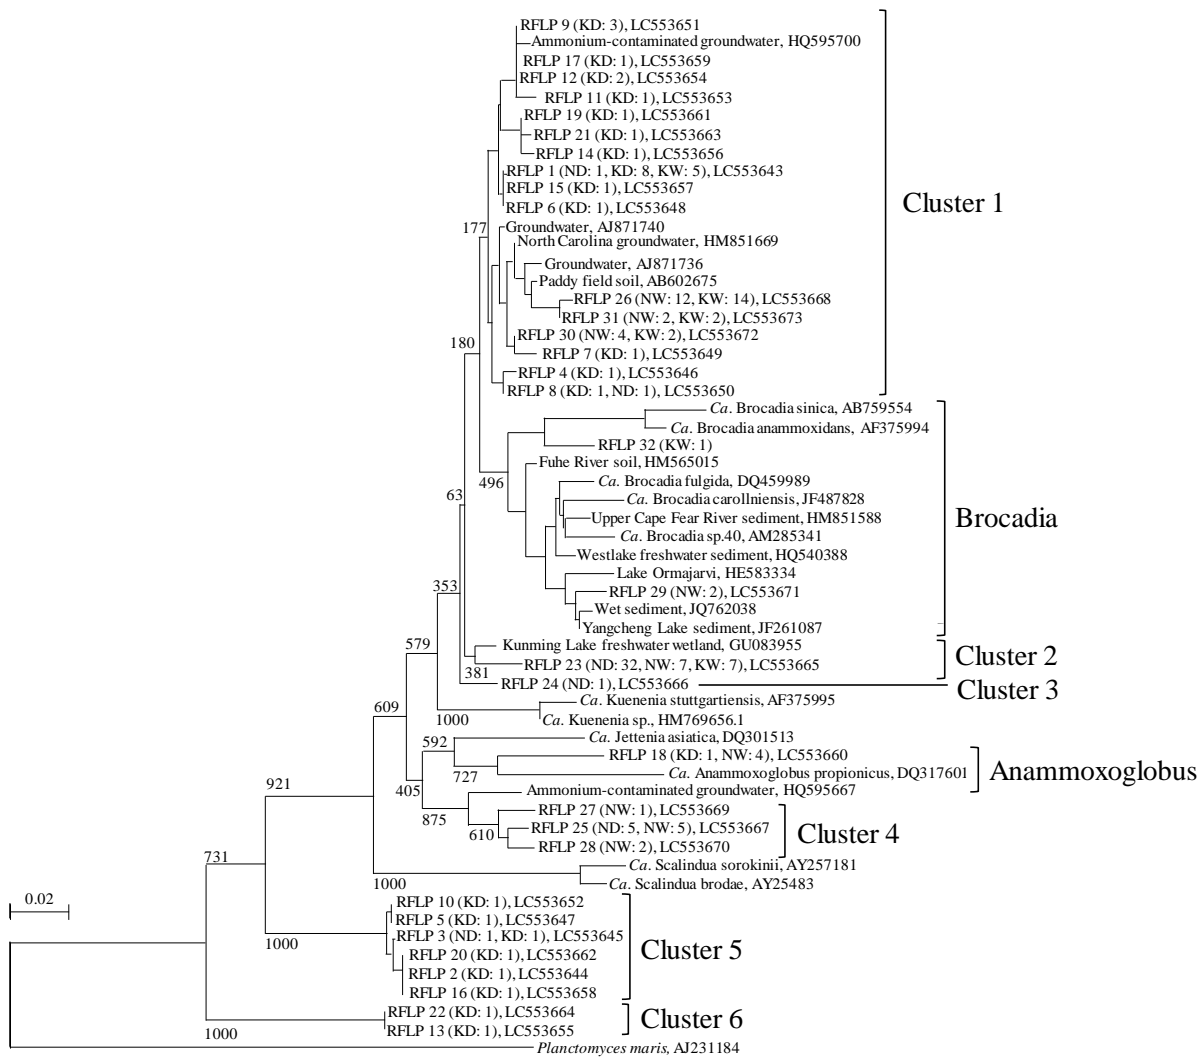 RFLP 9 (KD: 3), LC553651
Ammonium-contaminated groundwater, HQ595700
RFLP 17 (KD: 1), LC553659
RFLP 12 (KD: 2), LC553654
RFLP 11 (KD: 1), LC553653
RFLP 19 (KD: 1), LC553661
RFLP 21 (KD: 1), LC553663
RFLP 14 (KD: 1), LC553656
RFLP 1 (ND: 1, KD: 8, KW: 5), LC553643
RFLP 15 (KD: 1), LC553657
RFLP 6 (KD: 1), LC553648
Cluster 1
177
Groundwater, AJ871740
North Carolina groundwater, HM851669
Groundwater, AJ871736
Paddy field soil, AB602675
RFLP 26 (NW: 12, KW: 14), LC553668
RFLP 31 (NW: 2, KW: 2), LC553673
RFLP 30 (NW: 4, KW: 2), LC553672
180
RFLP 7 (KD: 1), LC553649
RFLP 4 (KD: 1), LC553646
RFLP 8 (KD: 1, ND: 1), LC553650
Ca. Brocadia sinica, AB759554
Ca. Brocadia anammoxidans, AF375994
RFLP 32 (KW: 1)
Fuhe River soil, HM565015
496
Ca. Brocadia fulgida, DQ459989
63
Ca. Brocadia carollniensis, JF487828
Upper Cape Fear River sediment, HM851588
Brocadia
Ca. Brocadia sp.40, AM285341
Westlake freshwater sediment, HQ540388
Lake Ormajarvi, HE583334
353
RFLP 29 (NW: 2), LC553671
Wet sediment, JQ762038
Yangcheng Lake sediment, JF261087
579
Kunming Lake freshwater wetland, GU083955
Cluster 2
RFLP 23 (ND: 32, NW: 7, KW: 7), LC553665
381
RFLP 24 (ND: 1), LC553666
Cluster 3
Ca. Kuenenia stuttgartiensis, AF375995
609
1000
Ca. Kuenenia sp., HM769656.1
Ca. Jettenia asiatica, DQ301513
592
RFLP 18 (KD: 1, NW: 4), LC553660
727
Ca. Anammoxoglobus propionicus, DQ317601
Anammoxoglobus
921
405
Ammonium-contaminated groundwater, HQ595667
RFLP 27 (NW: 1), LC553669
875
610
RFLP 25 (ND: 5, NW: 5), LC553667
Cluster 4
RFLP 28 (NW: 2), LC553670
731
Ca. Scalindua sorokinii, AY257181
1000
Ca. Scalindua brodae, AY25483
0.02
RFLP 10 (KD: 1), LC553652
RFLP 5 (KD: 1), LC553647
RFLP 3 (ND: 1, KD: 1), LC553645
1000
Cluster 5
RFLP 20 (KD: 1), LC553662
RFLP 2 (KD: 1), LC553644
RFLP 16 (KD: 1), LC553658
RFLP 22 (KD: 1), LC553664
Cluster 6
RFLP 13 (KD: 1), LC553655
1000
Planctomyces maris, AJ231184